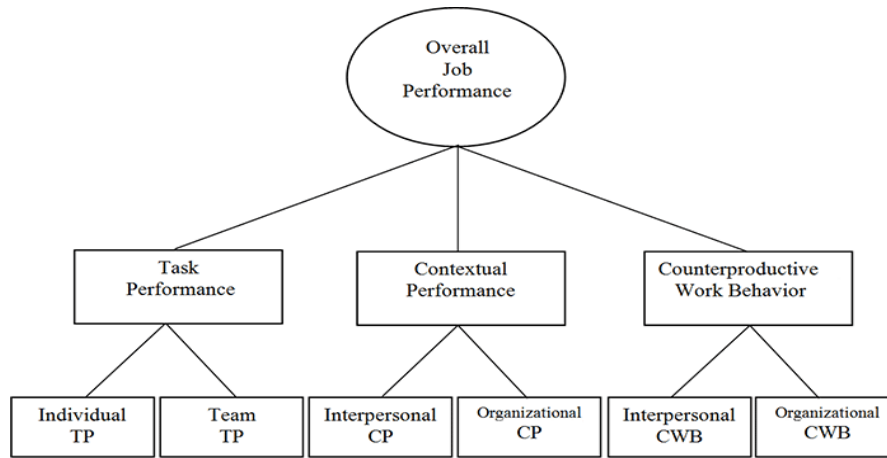 Overall
Job
Performance
Task
Performance
Contextual
Performance
Counterproductive
Work Behavior
Individual
TP
Team
TP
Interpersonal
CP
Organizational
CP
Interpersonal
CWB
Organizational
CWB